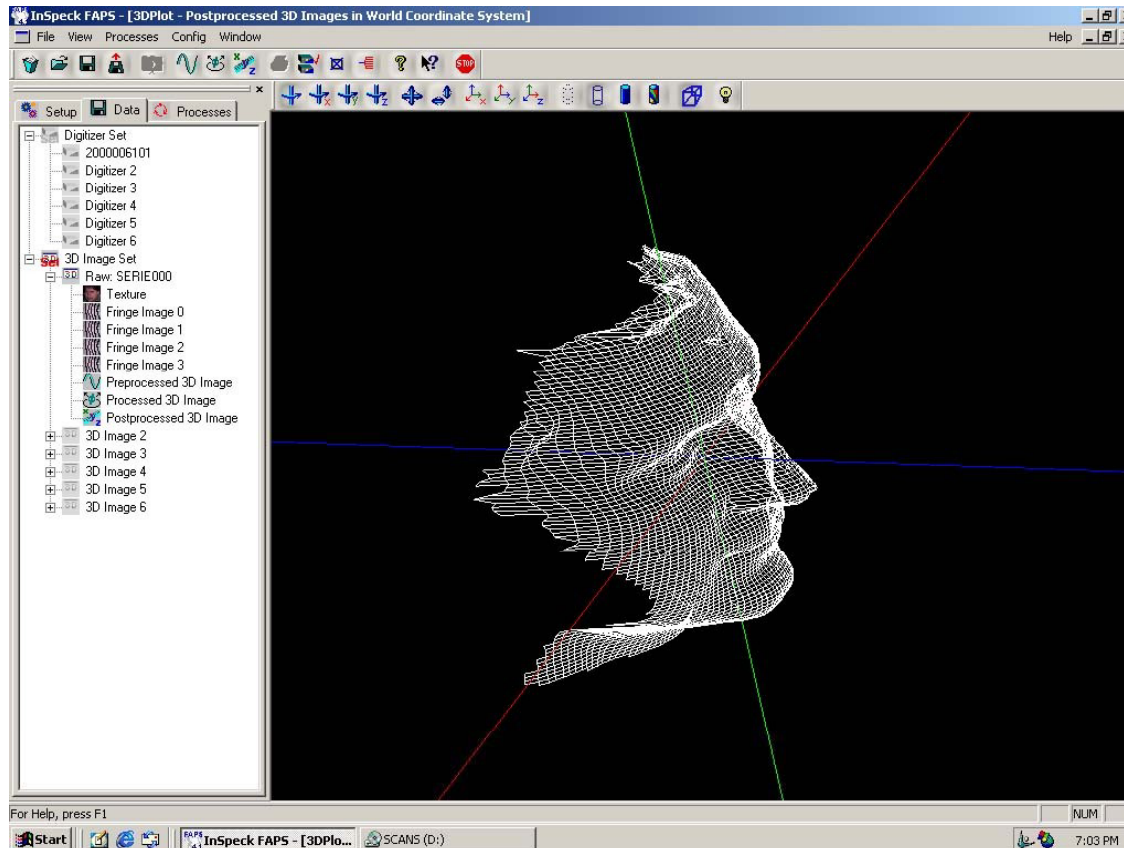 InSpeck FAPS - [3DPlot - Postprocessed 3D Images in World Coordinate System]
File View Processes Config Window Help
STOP
Setup Data Processes
Digitizer Set
2000006101
Digitizer 2
Digitizer 3
Digitizer 4
Digitizer 5
Digitizer 6
3D Image Set
Raw: SERIE000
Texture
Fringe Image 0
Fringe Image 1
Fringe Image 2
Fringe Image 3
Preprocessed 3D Image
Processed 3D Image
Postprocessed 3D Image
3D Image 2
3D Image 3
3D Image 4
3D Image 5
3D Image 6
For Help, press F1 NUM
Start InSpeck FAPS - [3DPlo... SCANS (D:) 7:03 PM